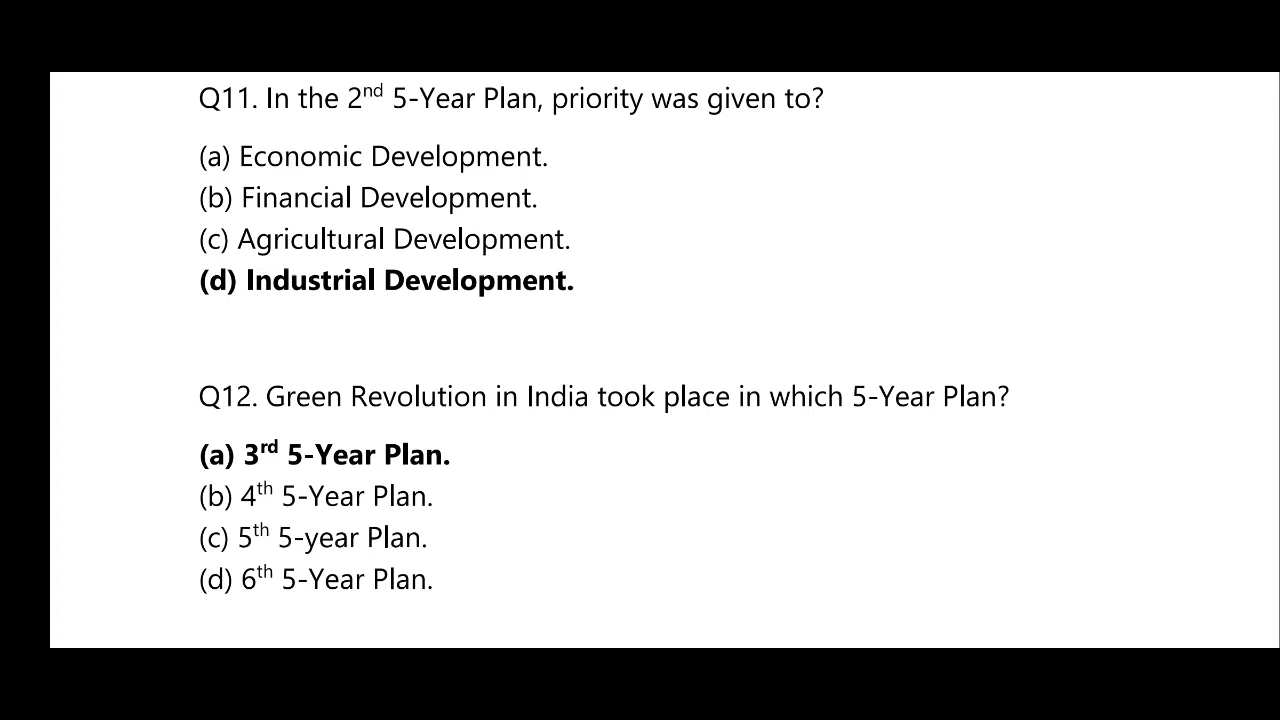 Q11. In the 2nd 5-Year Plan, priority was given to?
(a) Economic Development.
(b) Financial Development.
(c) Agricultural Development.
(d) Industrial Development.
Q12. Green Revolution in India took place in which 5-Year Plan?
(a) 3rd 5-Year Plan.
(b) 4th 5-Year Plan.
(c) 5th 5-year Plan.
(d) 6th 5-Year Plan.